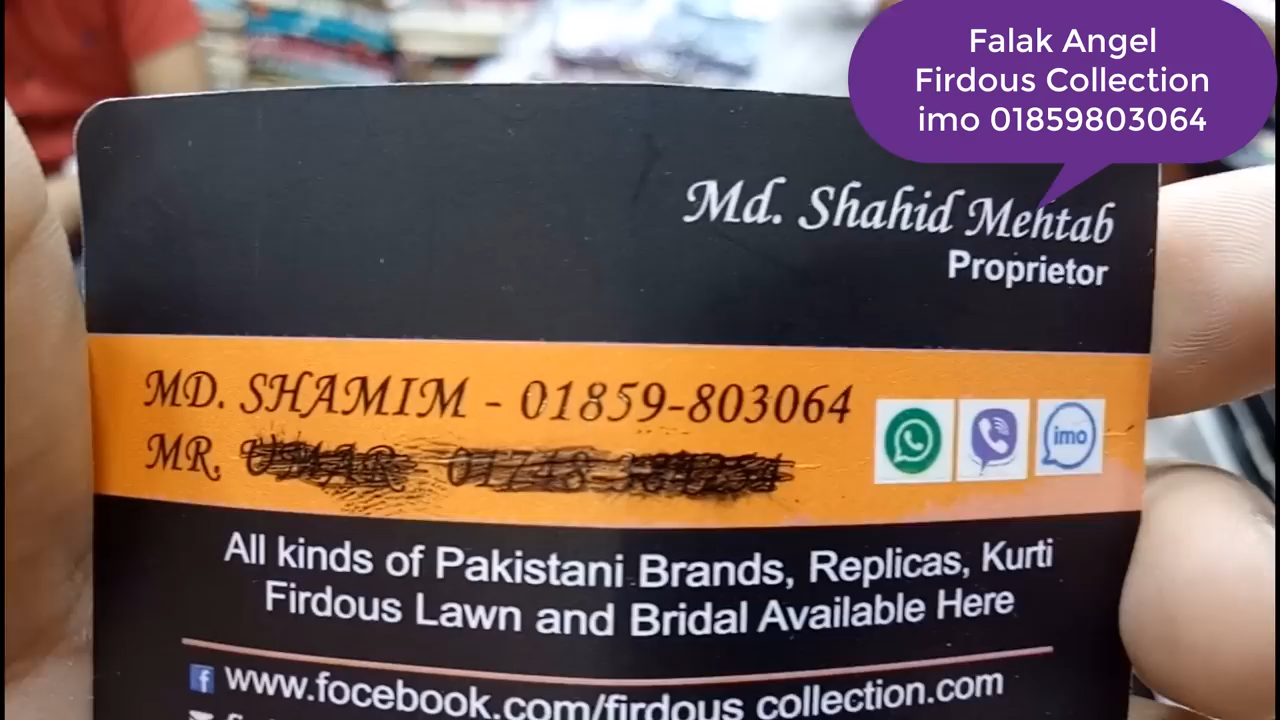 Falak Angel
Firdous Collection
imo 01859803064
Md. Shahid Mehtab
Proprietor
MD. SHAMIM - 01859-803064
imo
MR.
All kinds of Pakistani Brands, Replicas, Kurti
Firdous Lawn and Bridal Available Here
f www.focebook.com/firdous collection.com